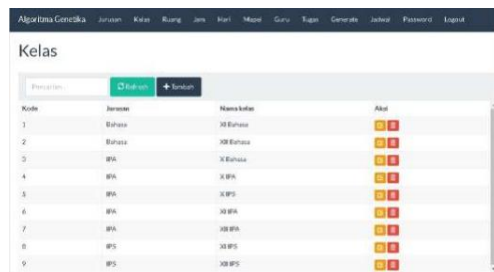 Algoritma Genetika Jurusan Kelas Ruang Jam Hari Mapel Guru Tugas Generate Jadwal Password Logout
Kelas
Pencarian Refresh Tambah
Kode Jurusan Nama kelas Aksi
1 Bahasa XI Bahasa
2 Bahasa XII Bahasa
3 IPA X Bahasa
4 IPA X IPA
5 IPA X IPS
6 IPA XI IPA
7 IPA XII IPA
8 IPS XI IPS
9 IPS XII IPS